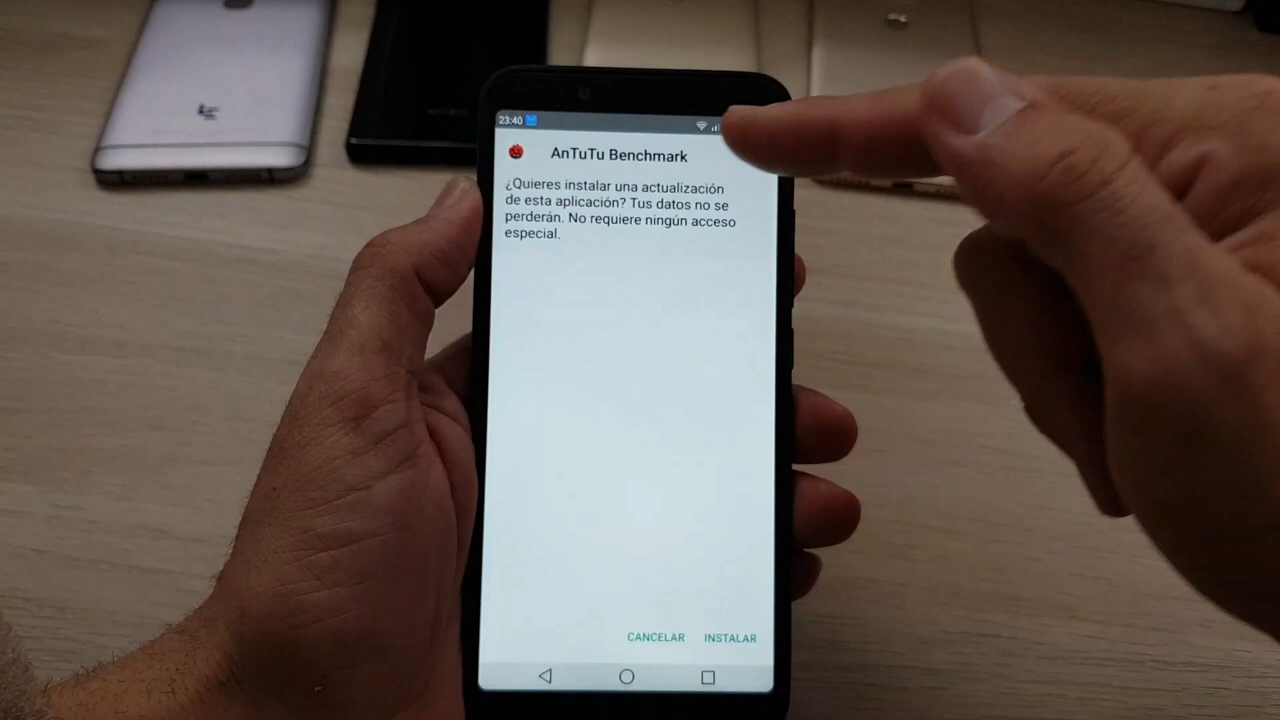 23:40
AnTuTu Benchmark
¿Quieres instalar una actualización
de esta aplicación? Tus datos no se
perderán. No requiere ningún acceso
especial.
CANCELAR INSTALAR